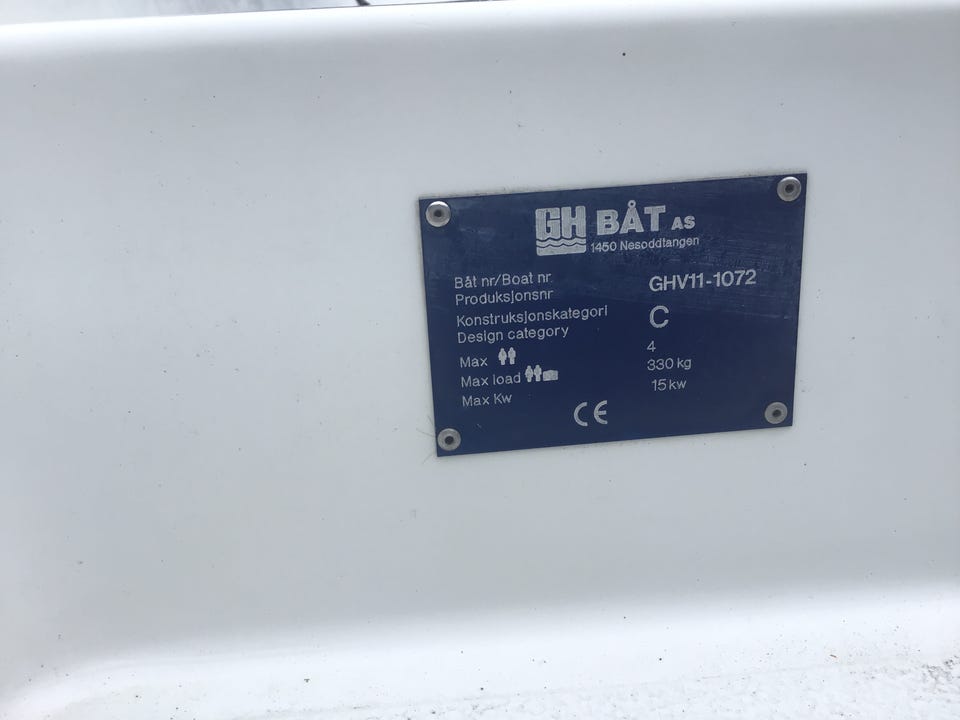 GH BÅT AS
1450 Nesoddtangen
Båt nr/Boat nr. GHV11-1072
Produksjonsnr
Konstruksjonskategori C
Design category
Max 4
Max load 330 kg
Max Kw 15 kw
CE